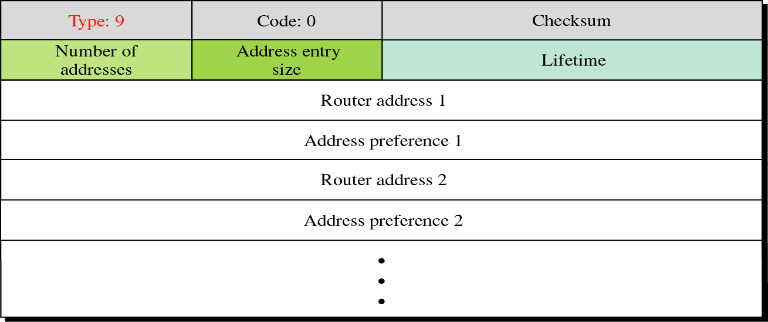 Type: 9
Code: 0
Checksum
Number of
addresses
Address entry
size
Lifetime
Router address 1
Address preference 1
Router address 2
Address preference 2